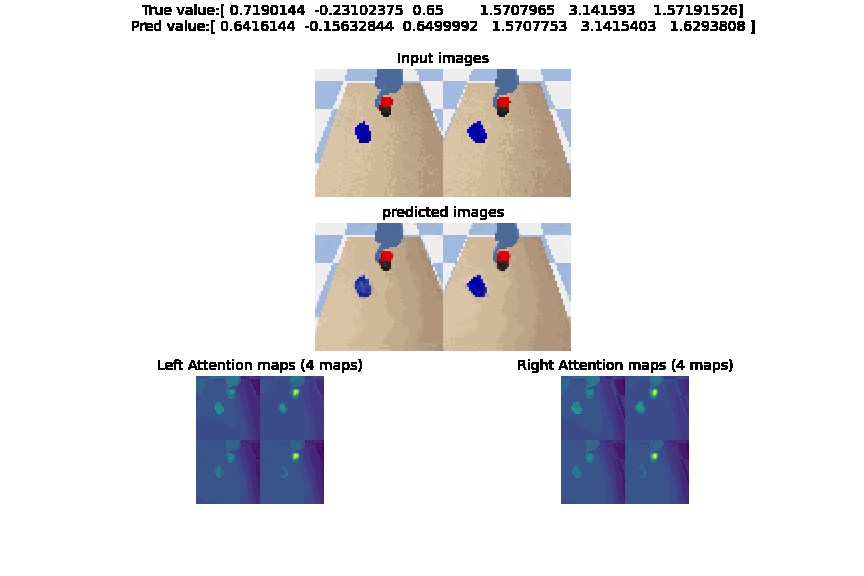 True value:[ 0.7190144 -0.23102375 0.65 1.5707965 3.141593 1.57191526]
Pred value:[ 0.6416144 -0.15632844 0.6499992 1.5707753 3.1415403 1.6293808 ]
Input images
predicted images
Left Attention maps (4 maps)
Right Attention maps (4 maps)